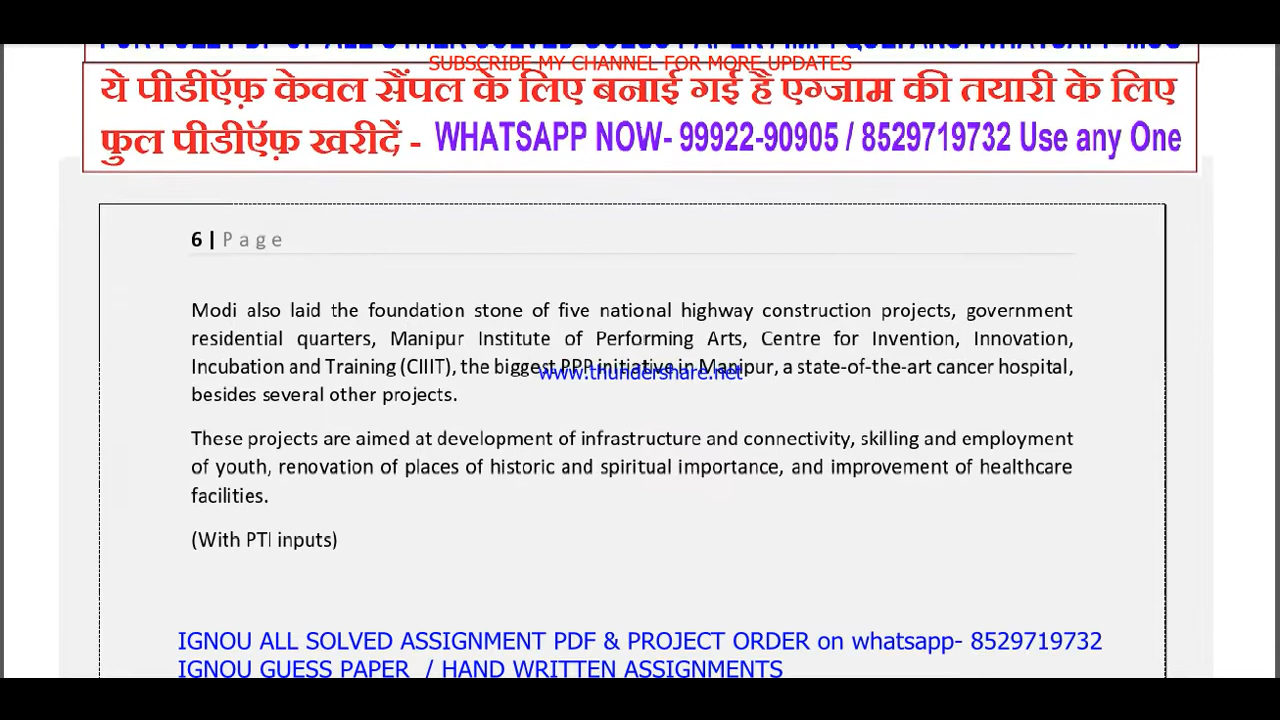 SUBSCRIBE MY CHANNEL FOR MORE UPDATES
ये पीडीऍफ़ केवल सैंपल के लिए बनाई गई है एग्जाम की तयारी के लिए
फुल पीडीऍफ़ खरीदें - WHATSAPP NOW- 99922-90905 / 8529719732 Use any One
6 | Page
Modi also laid the foundation stone of five national highway construction projects, government
residential quarters, Manipur Institute of Performing Arts, Centre for Invention, Innovation,
Incubation and Training (CIIIT), the biggest PPP initiative in Manipur, a state-of-the-art cancer hospital,
www.thundershare.net
besides several other projects.
These projects are aimed at development of infrastructure and connectivity, skilling and employment
of youth, renovation of places of historic and spiritual importance, and improvement of healthcare
facilities.
(With PTI inputs)
IGNOU ALL SOLVED ASSIGNMENT PDF & PROJECT ORDER on whatsapp- 8529719732
IGNOU GUESS PAPER / HAND WRITTEN ASSIGNMENTS